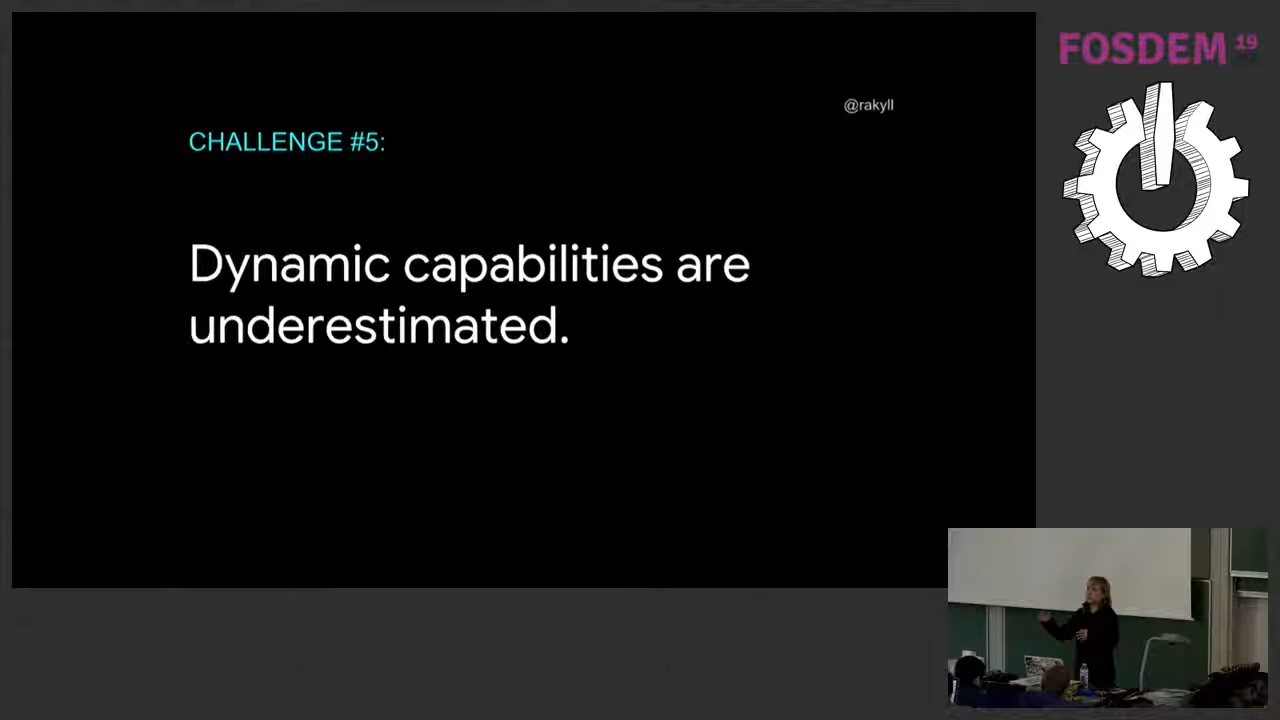 FOSDEM 19
@rakyll
CHALLENGE #5:
Dynamic capabilities are
underestimated.